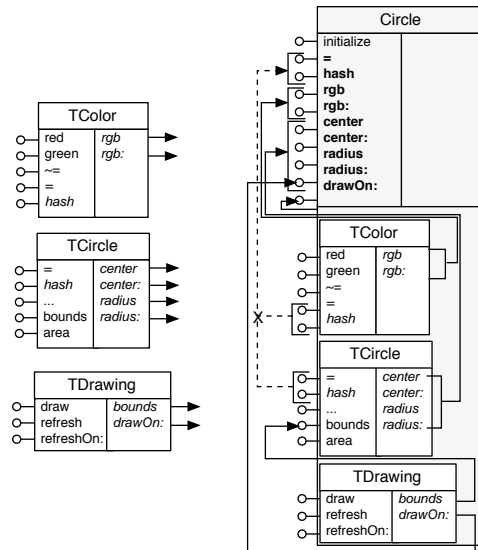 TColor
red rgb
green rgb:
~=
=
hash
TCircle
= center
hash center:
... radius
bounds radius:
area
TDrawing
draw bounds
refresh drawOn:
refreshOn:
Circle
initialize
=
hash
rgb
rgb:
center
center:
radius
radius:
drawOn:
TColor
red rgb
green rgb:
~=
=
hash
X
TCircle
= center
hash center:
... radius
bounds radius:
area
TDrawing
draw bounds
refresh drawOn:
refreshOn: